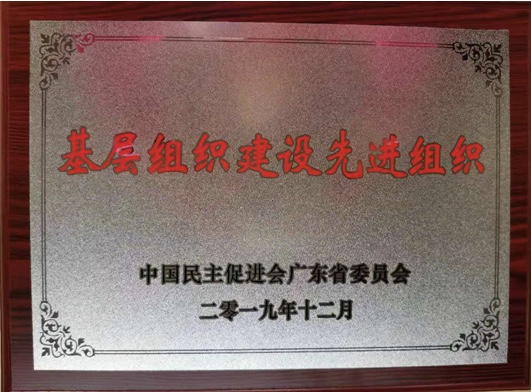 基层组织建设先进组织
中国民主促进会广东省委员会
二零一九年十二月